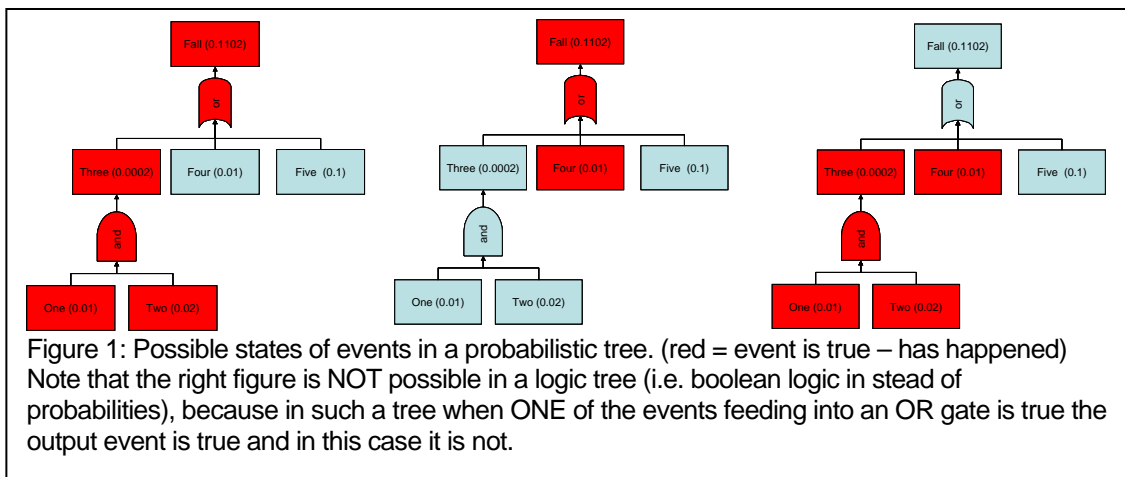 Fall (0.1102)
Fall (0.1102)
Fall (0.1102)
or
or
or
Three (0.0002)
Four (0.01)
Five (0.1)
Three (0.0002)
Four (0.01)
Five (0.1)
Three (0.0002)
Four (0.01)
Five (0.1)
and
and
and
One (0.01)
Two (0.02)
One (0.01)
Two (0.02)
One (0.01)
Two (0.02)
Figure 1: Possible states of events in a probabilistic tree. (red = event is true – has happened)
Note that the right figure is NOT possible in a logic tree (i.e. boolean logic in stead of
probabilities), because in such a tree when ONE of the events feeding into an OR gate is true the
output event is true and in this case it is not.